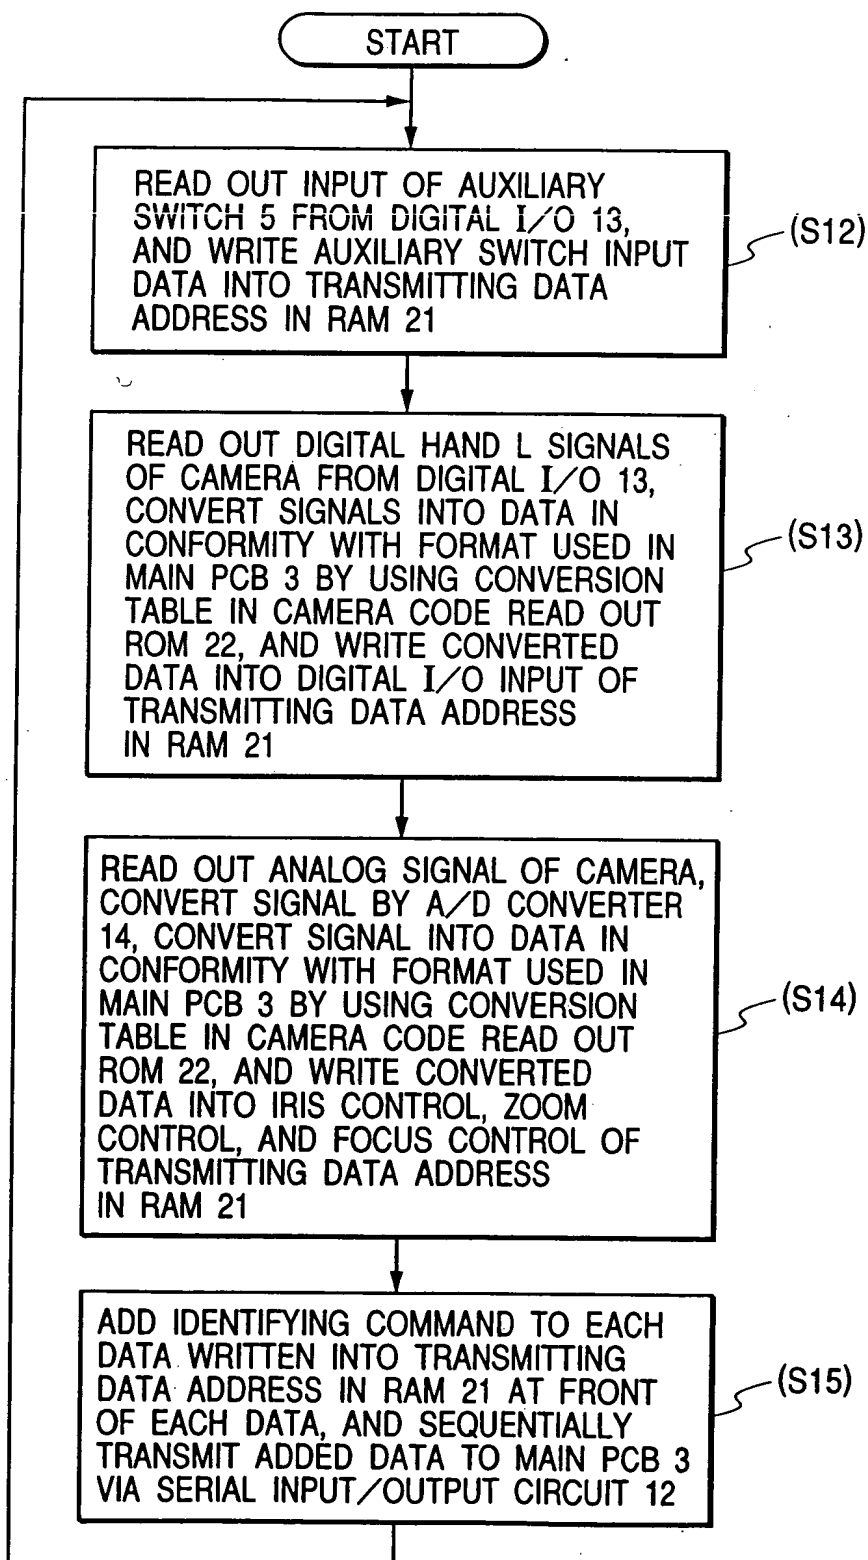 START
READ OUT INPUT OF AUXILIARY
SWITCH 5 FROM DIGITAL I/O 13,
AND WRITE AUXILIARY SWITCH INPUT
DATA INTO TRANSMITTING DATA
ADDRESS IN RAM 21
(S12)
READ OUT DIGITAL HAND L SIGNALS
OF CAMERA FROM DIGITAL I/O 13,
CONVERT SIGNALS INTO DATA IN
CONFORMITY WITH FORMAT USED IN
MAIN PCB 3 BY USING CONVERSION
TABLE IN CAMERA CODE READ OUT
ROM 22, AND WRITE CONVERTED
DATA INTO DIGITAL I/O INPUT OF
TRANSMITTING DATA ADDRESS
IN RAM 21
(S13)
READ OUT ANALOG SIGNAL OF CAMERA,
CONVERT SIGNAL BY A/D CONVERTER
14, CONVERT SIGNAL INTO DATA IN
CONFORMITY WITH FORMAT USED IN
MAIN PCB 3 BY USING CONVERSION
TABLE IN CAMERA CODE READ OUT
ROM 22, AND WRITE CONVERTED
DATA INTO IRIS CONTROL, ZOOM
CONTROL, AND FOCUS CONTROL OF
TRANSMITTING DATA ADDRESS
IN RAM 21
(S14)
ADD IDENTIFYING COMMAND TO EACH
DATA WRITTEN INTO TRANSMITTING
DATA ADDRESS IN RAM 21 AT FRONT
OF EACH DATA, AND SEQUENTIALLY
TRANSMIT ADDED DATA TO MAIN PCB 3
VIA SERIAL INPUT/OUTPUT CIRCUIT 12
(S15)